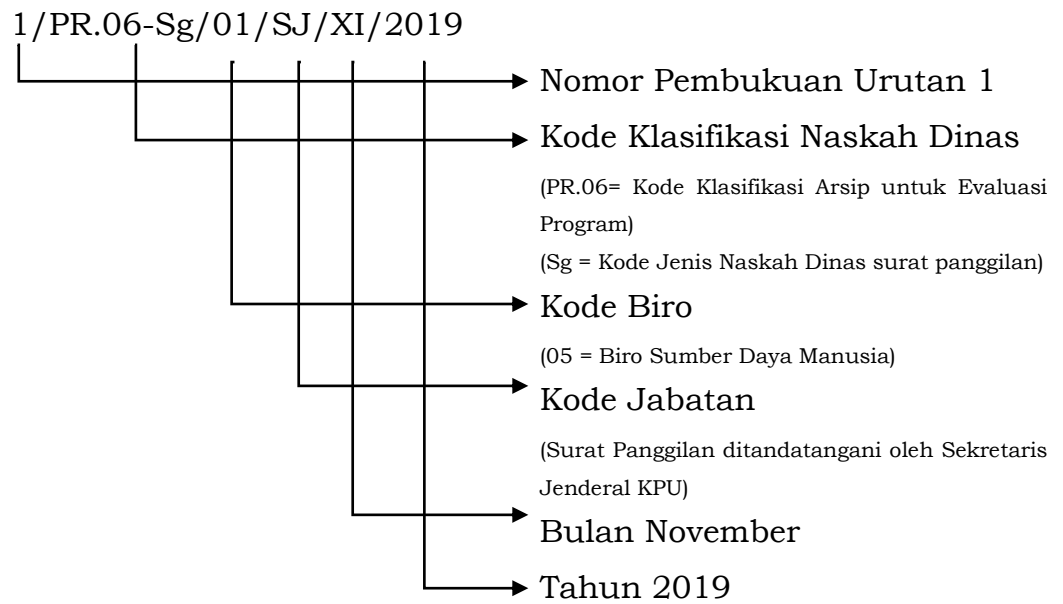 1/PR.06-Sg/01/SJ/XI/2019
Nomor Pembukuan Urutan 1
Kode Klasifikasi Naskah Dinas
(PR.06= Kode Klasifikasi Arsip untuk Evaluasi
Program)
(Sg = Kode Jenis Naskah Dinas surat panggilan)
Kode Biro
(05 = Biro Sumber Daya Manusia)
Kode Jabatan
(Surat Panggilan ditandatangani oleh Sekretaris
Jenderal KPU)
Bulan November
Tahun 2019